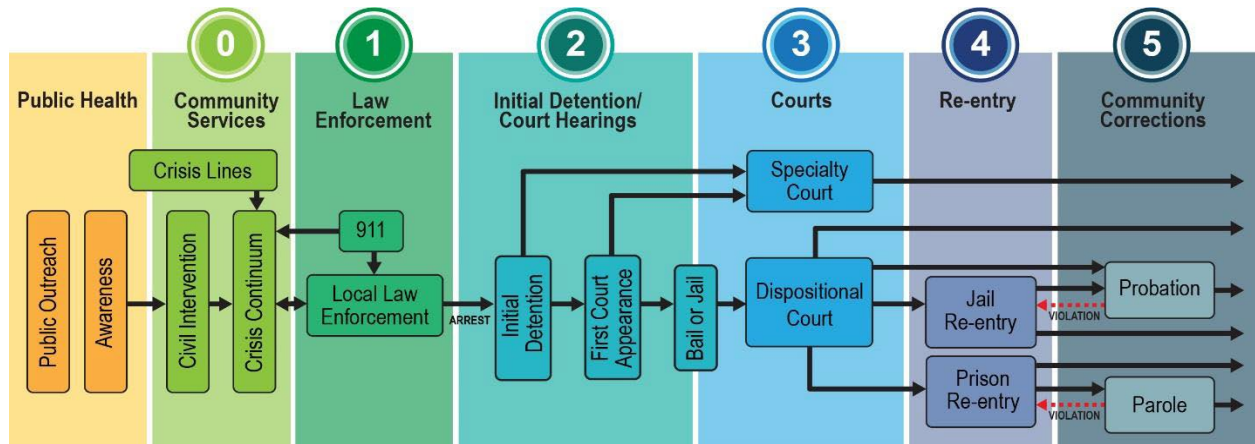 0
1
2
3
4
5
Public Health
Community
Services
Law
Enforcement
Initial Detention/
Court Hearings
Courts
Re-entry
Community
Corrections
Crisis Lines
Public Outreach
Awareness
Civil Intervention
Crisis Continuum
911
Local Law
Enforcement
ARREST
Initial
Detention
First Court
Appearance
Bail or Jail
Specialty
Court
Dispositional
Court
Jail
Re-entry
Prison
Re-entry
Probation
VIOLATION
Parole
VIOLATION